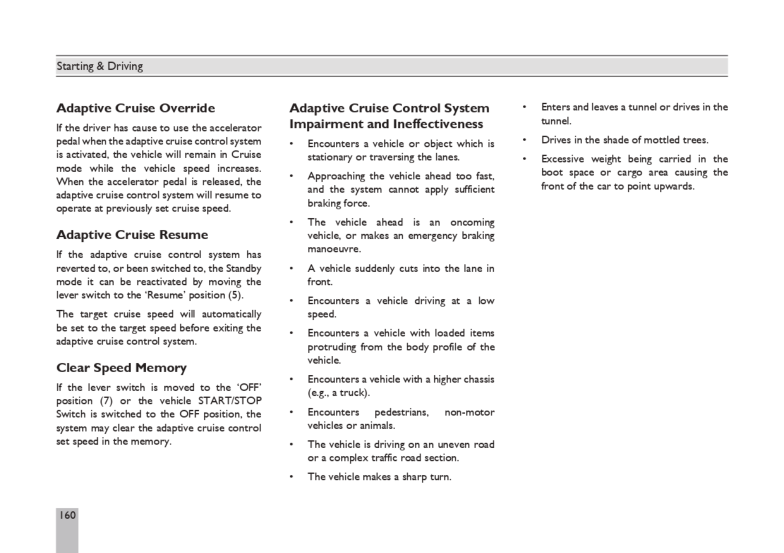 Starting & Driving
Adaptive Cruise Override
If the driver has cause to use the accelerator
pedal when the adaptive cruise control system
is activated, the vehicle will remain in Cruise
mode while the vehicle speed increases.
When the accelerator pedal is released, the
adaptive cruise control system will resume to
operate at previously set cruise speed.
Adaptive Cruise Resume
If the adaptive cruise control system has
reverted to, or been switched to, the Standby
mode it can be reactivated by moving the
lever switch to the ‘Resume’ position (5).
The target cruise speed will automatically
be set to the target speed before exiting the
adaptive cruise control system.
Clear Speed Memory
If the lever switch is moved to the ‘OFF’
position (7) or the vehicle START/STOP
Switch is switched to the OFF position, the
system may clear the adaptive cruise control
set speed in the memory.
Adaptive Cruise Control System
Impairment and Ineffectiveness
• Encounters a vehicle or object which is
stationary or traversing the lanes.
• Approaching the vehicle ahead too fast,
and the system cannot apply sufficient
braking force.
• The vehicle ahead is an oncoming
vehicle, or makes an emergency braking
manoeuvre.
• A vehicle suddenly cuts into the lane in
front.
• Encounters a vehicle driving at a low
speed.
• Encounters a vehicle with loaded items
protruding from the body profile of the
vehicle.
• Encounters a vehicle with a higher chassis
(e.g., a truck).
• Encounters pedestrians, non-motor
vehicles or animals.
• The vehicle is driving on an uneven road
or a complex traffic road section.
• The vehicle makes a sharp turn.
• Enters and leaves a tunnel or drives in the
tunnel.
• Drives in the shade of mottled trees.
• Excessive weight being carried in the
boot space or cargo area causing the
front of the car to point upwards.
160